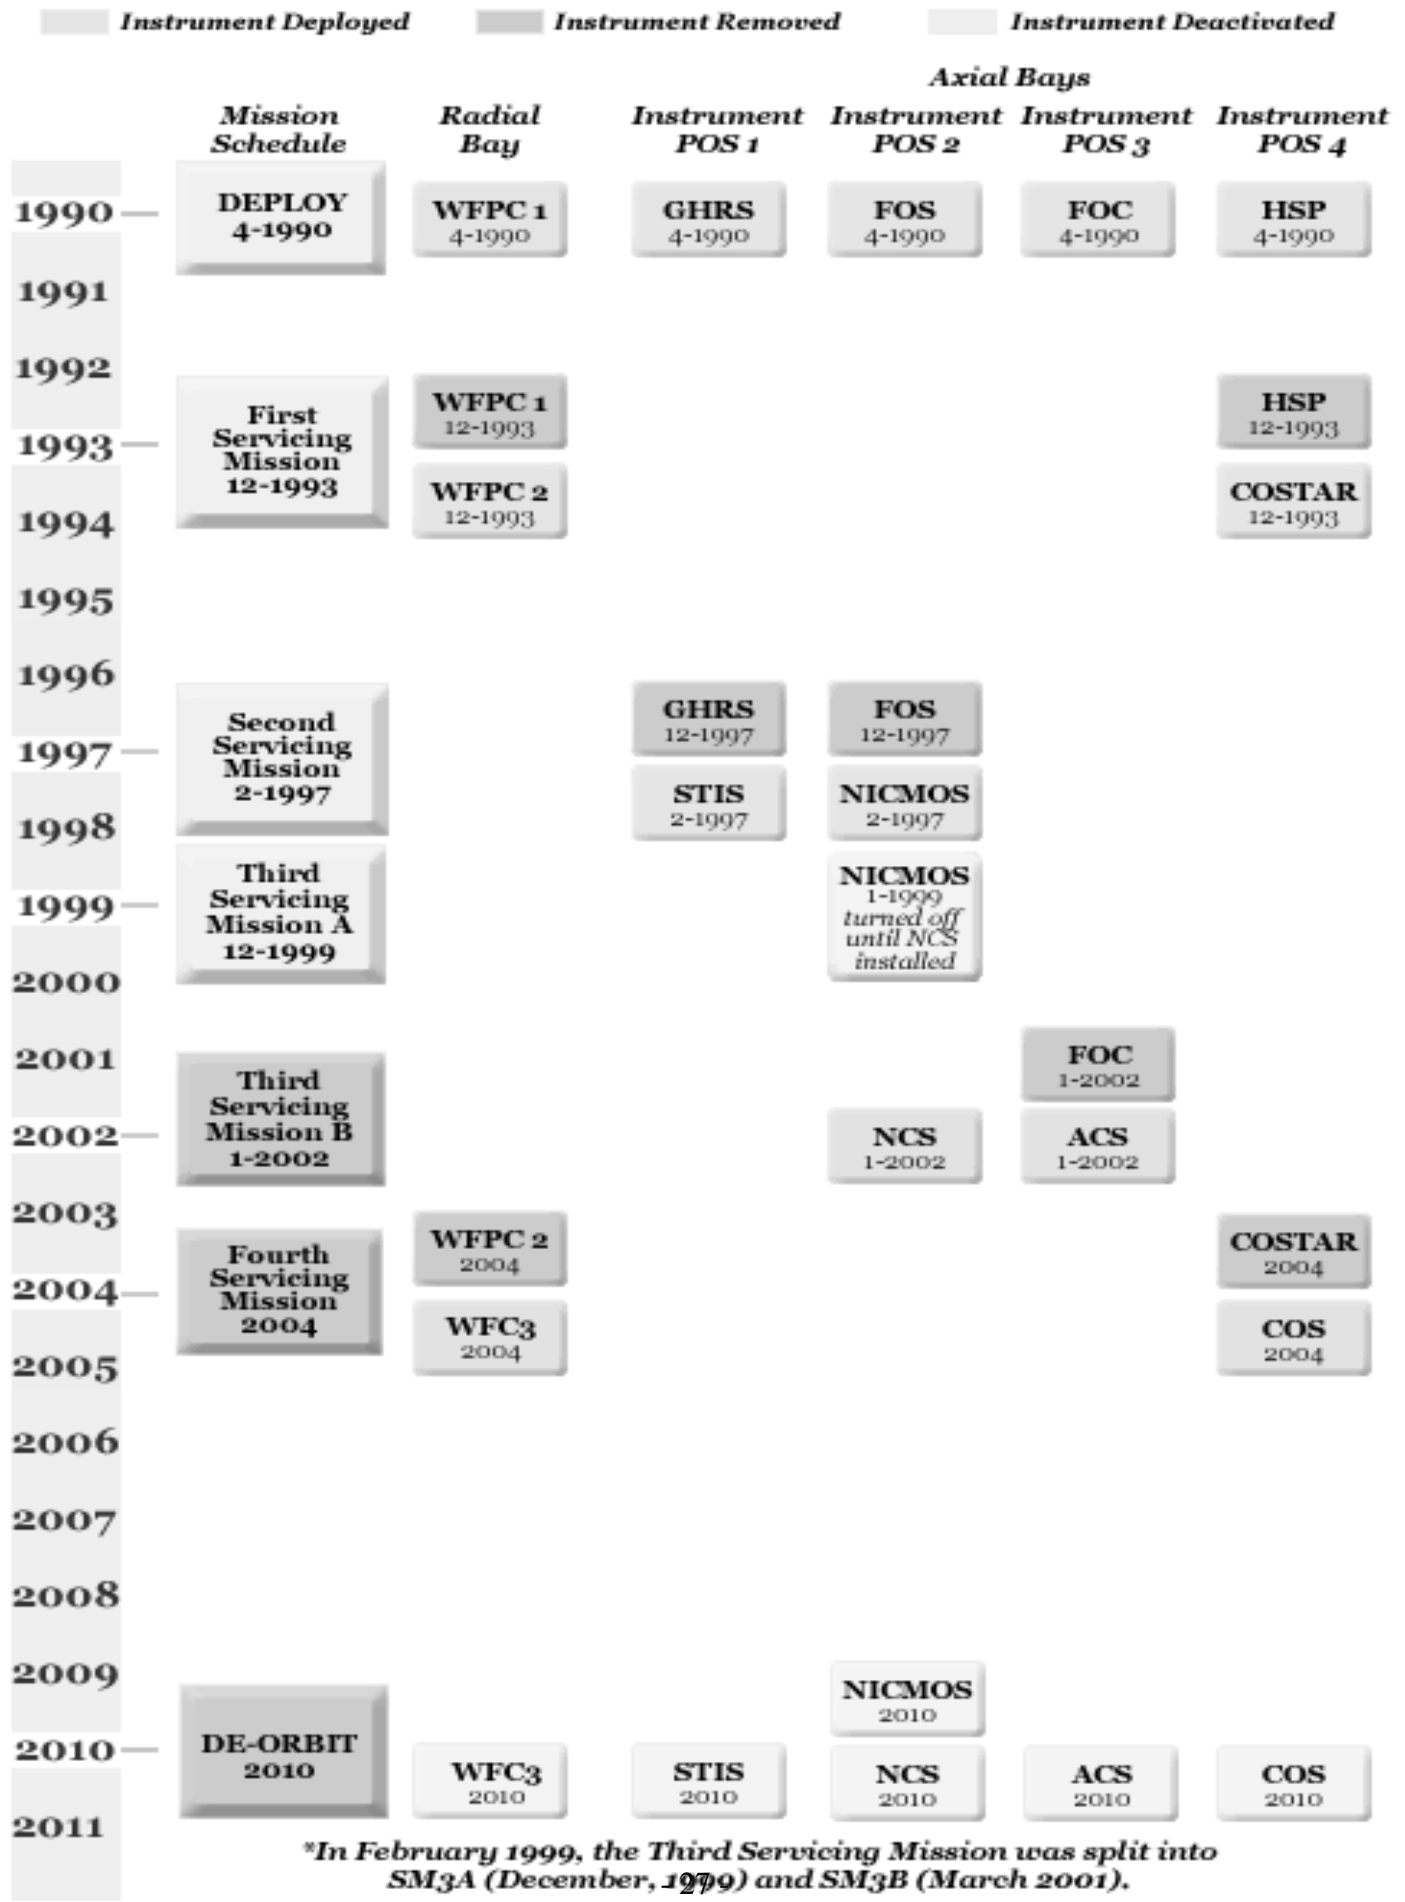 Instrument Deployed Instrument Removed Instrument Deactivated
Axial Bays
Mission Radial Instrument Instrument Instrument Instrument
Schedule Bay POS 1 POS 2 POS 3 POS 4
1990
DEPLOY
4-1990
WFPC 1
4-1990
GHRS
4-1990
FOS
4-1990
FOC
4-1990
HSP
4-1990
1991
1992
1993
First
Servicing
Mission
12-1993
WFPC 1
12-1993
HSP
12-1993
WFPC 2
12-1993
COSTAR
12-1993
1994
1995
1996
1997
Second
Servicing
Mission
2-1997
GHRS
12-1997
FOS
12-1997
STIS
2-1997
NICMOS
2-1997
1998
1999
Third
Servicing
Mission A
12-1999
NICMOS
1-1999
turned off
until NCS
installed
2000
2001
Third
Servicing
Mission B
1-2002
FOC
1-2002
2002
NCS
1-2002
ACS
1-2002
2003
Fourth
Servicing
Mission
2004
WFPC 2
2004
COSTAR
2004
2004
WFC3
2004
COS
2004
2005
2006
2007
2008
2009
NICMOS
2010
2010
DE-ORBIT
2010
WFC3
2010
STIS
2010
NCS
2010
ACS
2010
COS
2010
2011
*In February 1999, the Third Servicing Mission was split into
SM3A (December, 1999) and SM3B (March 2001).
- 27 -